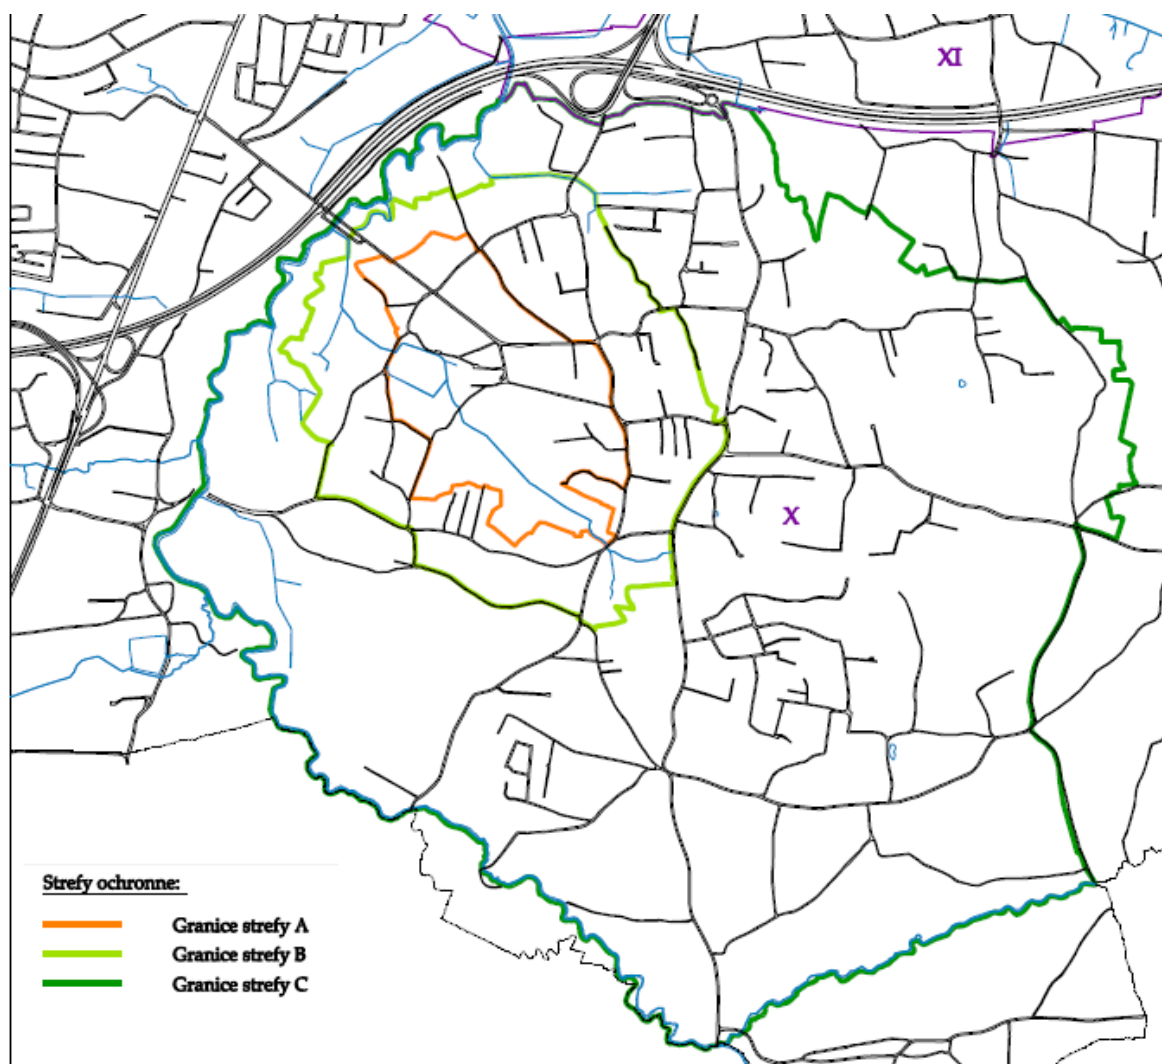 XI
X
Strefy ochronne:
Granice strefy A
Granice strefy B
Granice strefy C